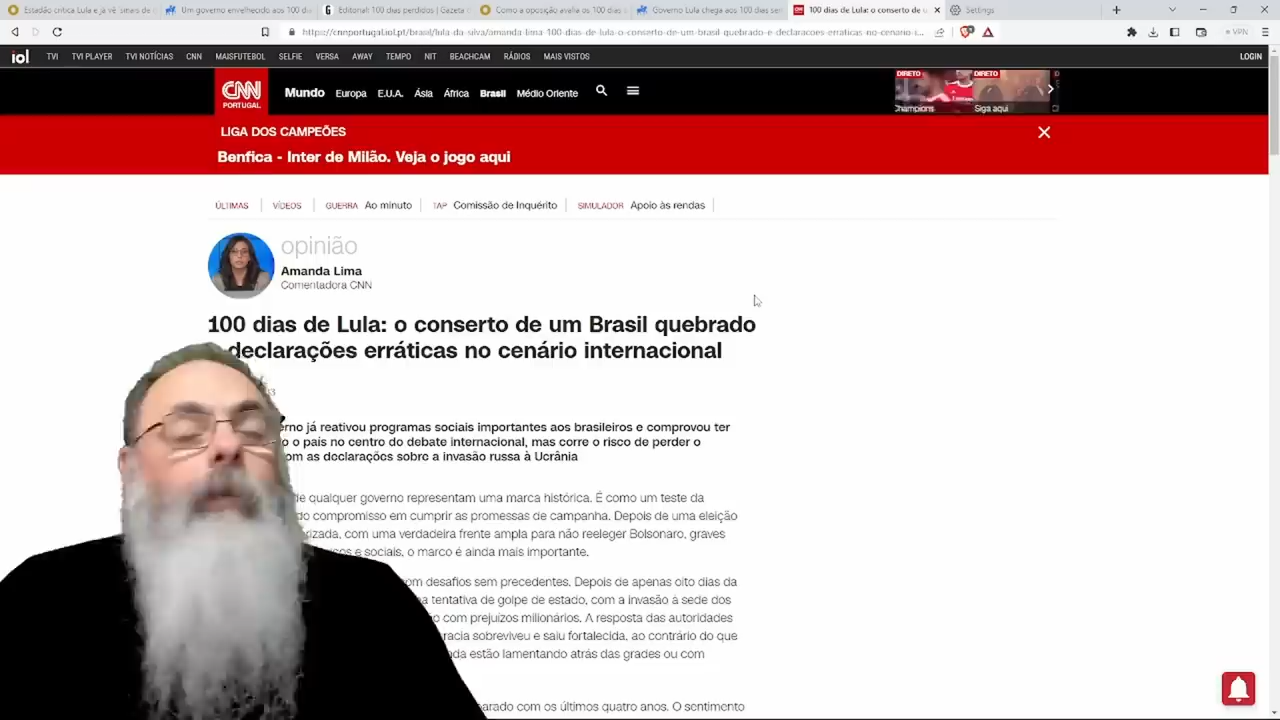 Estadão critica Lula e já vê sinais de
Um governo envelhecido aos 100 dias
Editorial: 100 dias perdidos | Gazeta
Como a oposição avalia os 100 dias
Governo Lula chega aos 100 dias sem
100 dias de Lula: o conserto de u
Settings
https://cnnportugal.iol.pt/brasil/lula-da-silva/amanda-lima-100-dias-de-lula-o-conserto-de-um-brasil-quebrado-e-declaracoes-erraticas-no-cenario-i...
VPN
iol TVI TVI PLAYER TVI NOTÍCIAS CNN MAISFUTEBOL SELFIE VERSA AWAY TEMPO NIT BEACHCAM RÁDIOS MAIS VISTOS LOGIN
CNN PORTUGAL
Mundo Europa E.U.A. Ásia África Brasil Médio Oriente
DIRETO DIRETO
Champions Siga aqui
LIGA DOS CAMPEÕES
Benfica - Inter de Milão. Veja o jogo aqui
ÚLTIMAS VÍDEOS GUERRA Ao minuto TAP Comissão de Inquérito SIMULADOR Apoio às rendas
opinião
Amanda Lima
Comentadora CNN
100 dias de Lula: o conserto de um Brasil quebrado
declarações erráticas no cenário internacional
erno já reativou programas sociais importantes aos brasileiros e comprovou ter
o o país no centro do debate internacional, mas corre o risco de perder o
om as declarações sobre a invasão russa à Ucrânia
de qualquer governo representam uma marca histórica. É como um teste da
do compromisso em cumprir as promessas de campanha. Depois de uma eleição
rizada, com uma verdadeira frente ampla para não reeleger Bolsonaro, graves
e sociais, o marco é ainda mais importante.
om desafios sem precedentes. Depois de apenas oito dias da
a tentativa de golpe de estado, com a invasão à sede dos
ão com prejuízos milionários. A resposta das autoridades
racia sobreviveu e saiu fortalecida, ao contrário do que
nda estão lamentando atrás das grades ou com
parado com os últimos quatro anos. O sentimento